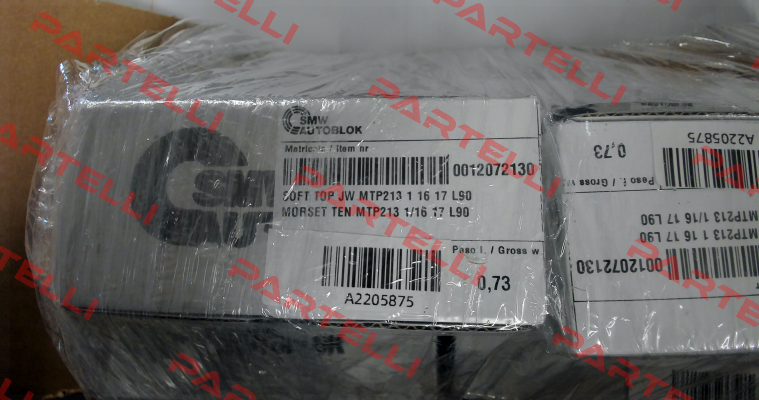 SMW
AUTOBLOK
Matricola / Item nr
0012072130
SOFT TOP JW MTP213 1 16 17 L90
MORSET TEN MTP213 1/16 17 L90
Peso l. / Gross w
0,73
A2205875
SMW
AUT
A2205875
0,73
Peso l. / Gross w
MTP213 1/16 17 L90
MTP213 1 16 17 L90
0012072130
PARTELLI
PARTELLI
PARTELLI
PARTELLI
PARTELLI
PARTELLI
PARTELLI